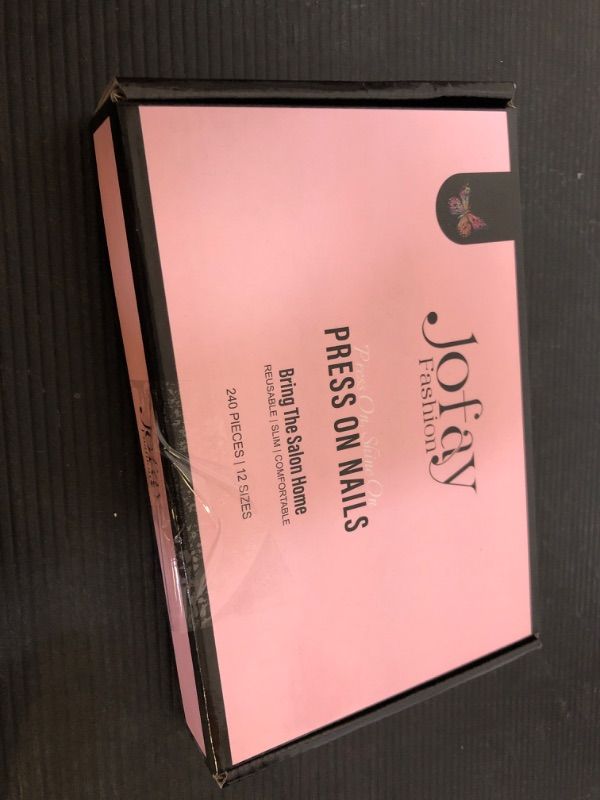 Jofay
Fashion
Press On Shine On
PRESS ON NAILS
Bring The Salon Home
REUSABLE | SLIM | COMFORTABLE
240 PIECES | 12 SIZES